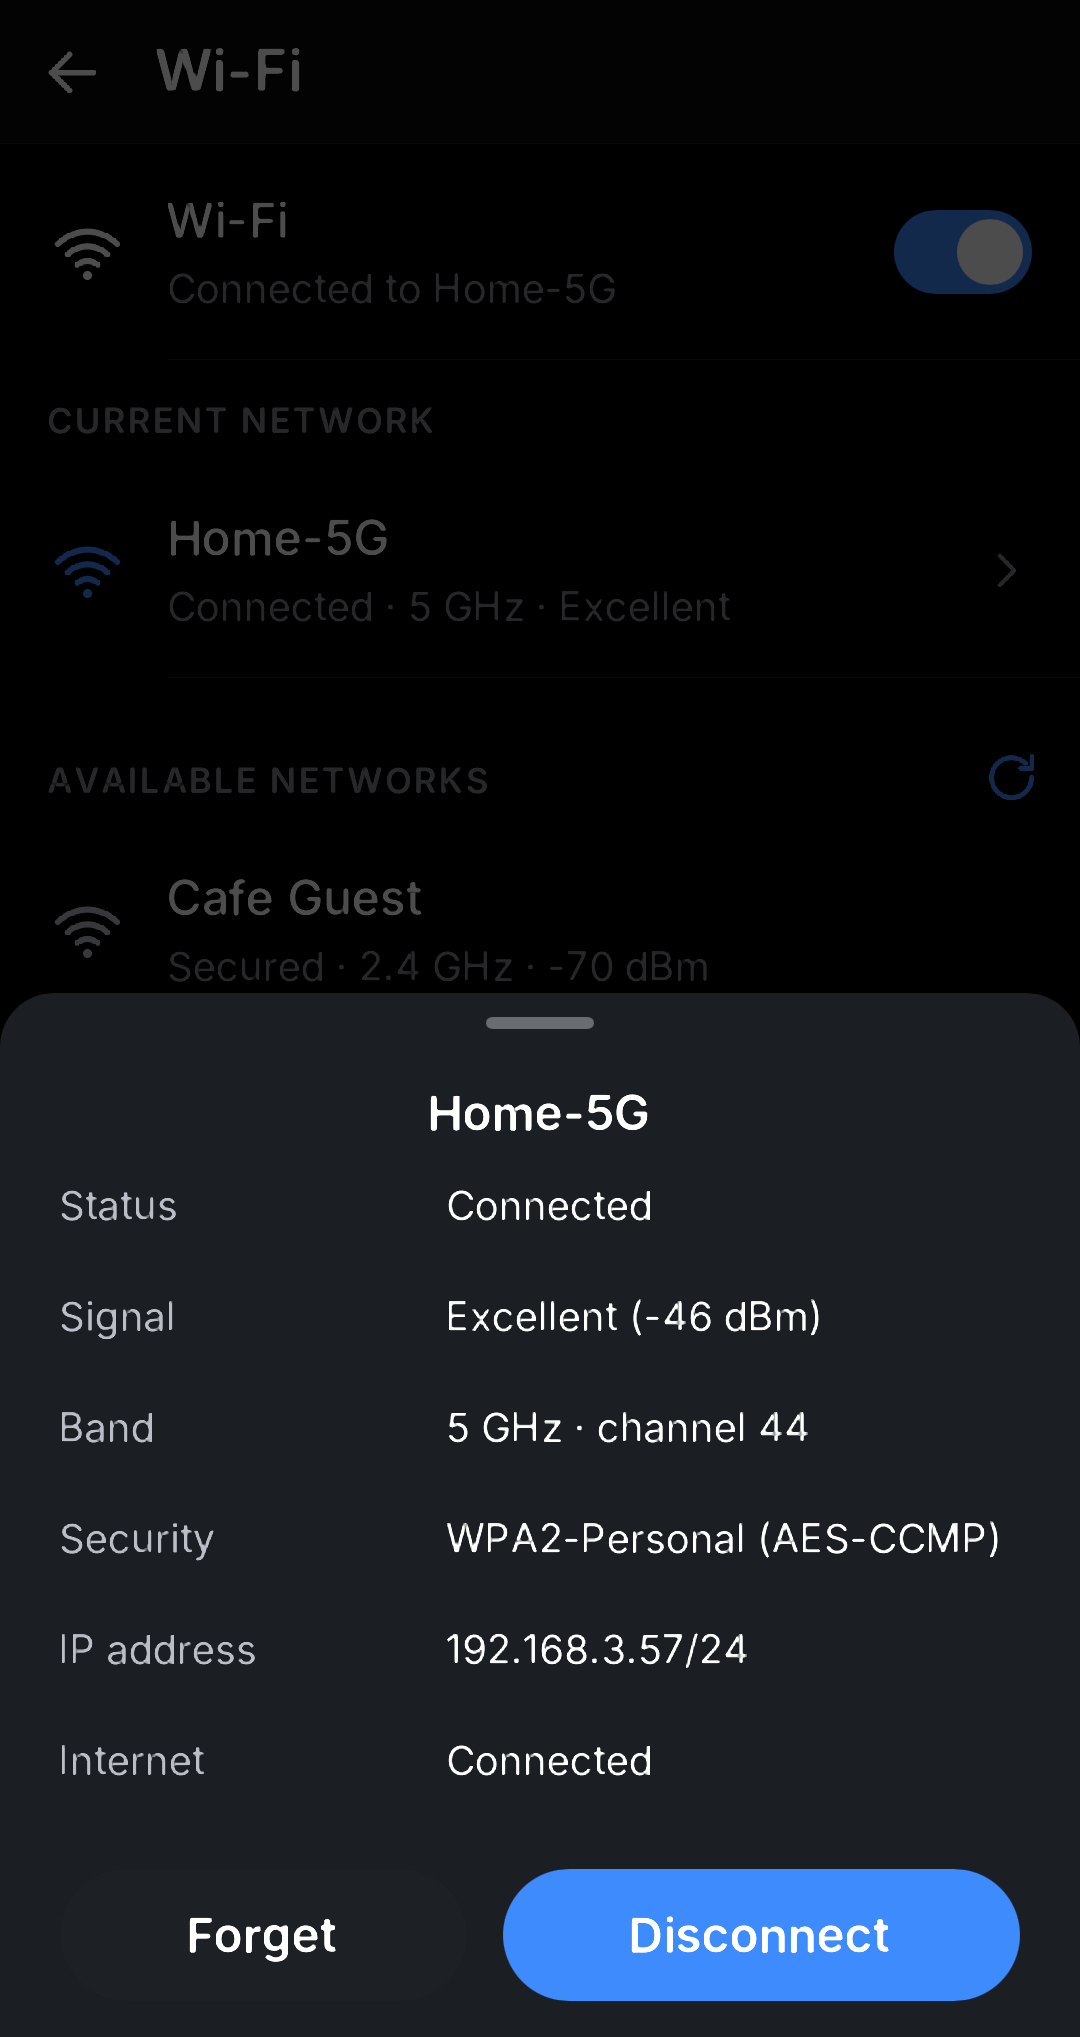 Wi-Fi
Wi-Fi
Connected to Home-5G
CURRENT NETWORK
Home-5G
Connected · 5 GHz · Excellent
AVAILABLE NETWORKS
Cafe Guest
Secured · 2.4 GHz · -70 dBm
Home-5G
Status Connected
Signal Excellent (-46 dBm)
Band 5 GHz · channel 44
Security WPA2-Personal (AES-CCMP)
IP address 192.168.3.57/24
Internet Connected
Forget Disconnect